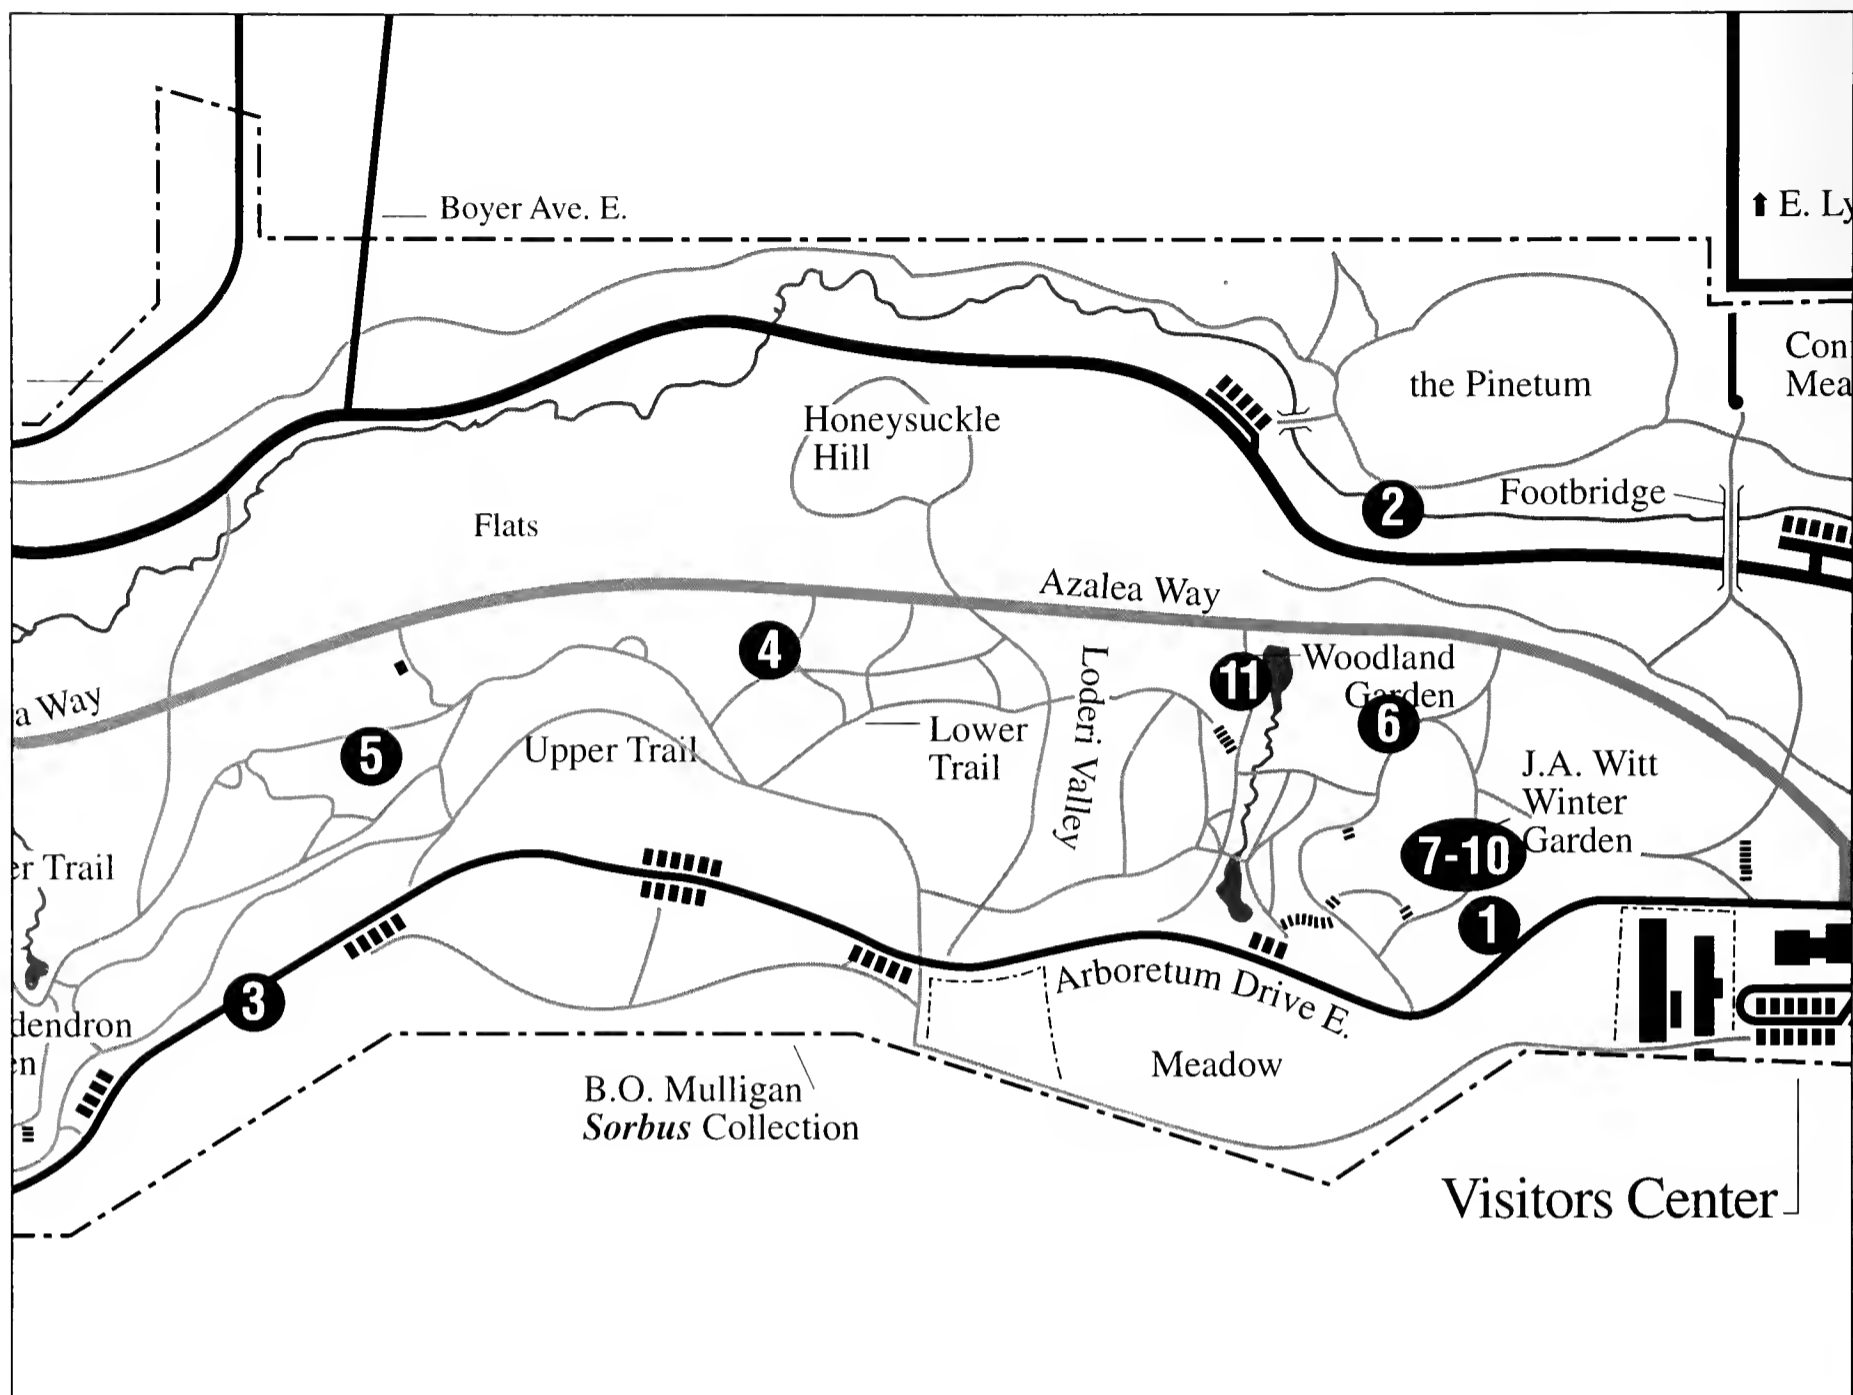 Boyer Ave. E.
E. Ly
the Pinetum
Con
Mea
Honeysuckle
Hill
Footbridge
2
Flats
Azalea Way
4
11
Woodland
Garden
6
a Way
5
Upper Trail
Lower
Trail
Loderi Valley
J.A. Witt
Winter
Garden
7-10
er Trail
1
3
Arboretum Drive E.
dendron
en
Meadow
B.O. Mulligan
Sorbus Collection
Visitors Center